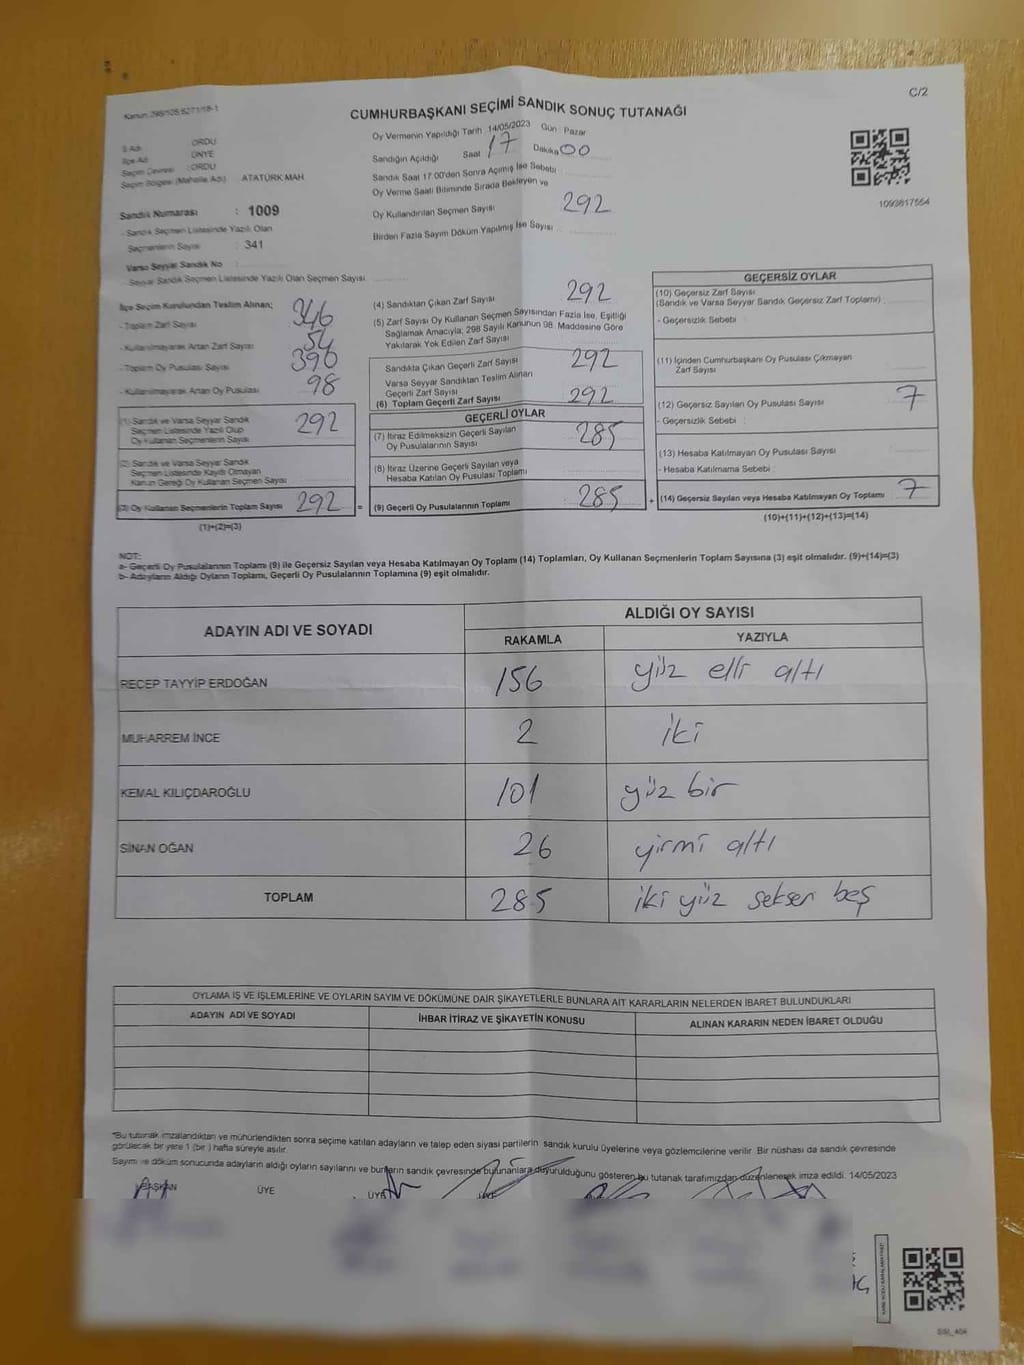 C/2
Kanun: 298/105,6271/18-1
CUMHURBAŞKANI SEÇİMİ SANDIK SONUÇ TUTANAĞI
Oy Vermenin Yapıldığı Tarih 14/05/2023 Gün : Pazar
İl Adı : ORDU
İlçe Adı : ÜNYE
Seçim Çevresi : ORDU
Seçim Bölgesi (Mahalle Adı) ATATÜRK MAH
Sandığın Açıldığı Saat 17 Dakika 00
Sandık Saat 17.00'den Sonra Açımış İse Sebebi
Oy Verme Saati Bitiminde Sırada Bekleyen ve
Oy Kullandırılan Seçmen Sayısı 292
Birden Fazla Sayım Döküm Yapılmış İse Sayısı
1093817554
Sandık Numarası : 1009
- Sandık Seçmen Listesinde Yazılı Olan
Seçmenlerin Sayısı : 341
Varsa Seyyar Sandık No
- Seyyar Sandık Seçmen Listesinde Yazılı Olan Seçmen Sayısı
İlçe Seçim Kurulundan Teslim Alınan;
- Toplam Zarf Sayısı 346
- Kullanılmayarak Artan Zarf Sayısı 54
- Toplam Oy Pusulası Sayısı 390
- Kullanılmayarak Artan Oy Pusulası 98
(1) Sandık ve Varsa Seyyar Sandık
Seçmen Listesinde Yazılı Olup
Oy Kullanan Seçmenlerin Sayısı 292
(2) Sandık ve Varsa Seyyar Sandık
Seçmen Listesinde Kayıtlı Olmayan
Kanun Gereği Oy Kullanan Seçmen Sayısı
(3) Oy Kullanan Seçmenlerin Toplam Sayısı 292 =
(1)+(2)=(3)
(4) Sandıktan Çıkan Zarf Sayısı 292
(5) Zarf Sayısı Oy Kullanan Seçmen Sayısından Fazla İse, Eşitliği
Sağlamak Amacıyla; 298 Sayılı Kanunun 98. Maddesine Göre
Yakılarak Yok Edilen Zarf Sayısı
Sandıkta Çıkan Geçerli Zarf Sayısı 292
Varsa Seyyar Sandıktan Teslim Alınan
Geçerli Zarf Sayısı
(6) Toplam Geçerli Zarf Sayısı 292
GEÇERLİ OYLAR
(7) İtiraz Edilmeksizin Geçerli Sayılan
Oy Pusulalarının Sayısı 285
(8) İtiraz Üzerine Geçerli Sayılan veya
Hesaba Katılan Oy Pusulası Toplamı
(9) Geçerli Oy Pusulalarının Toplamı : 285 +
GEÇERSİZ OYLAR
(10) Geçersiz Zarf Sayısı
(Sandık ve Varsa Seyyar Sandık Geçersiz Zarf Toplamı) :
- Geçersizlik Sebebi :
(11) İçinden Cumhurbaşkanı Oy Pusulası Çıkmayan
Zarf Sayısı
(12) Geçersiz Sayılan Oy Pusulası Sayısı : 7
- Geçersizlik Sebebi :
(13) Hesaba Katılmayan Oy Pusulası Sayısı
- Hesaba Katılmama Sebebi :
(14) Geçersiz Sayılan veya Hesaba Katılmayan Oy Toplamı 7
(10)+(11)+(12)+(13)=(14)
NOT:
a- Geçerli Oy Pusulalarının Toplamı (9) ile Geçersiz Sayılan veya Hesaba Katılmayan Oy Toplamı (14) Toplamları, Oy Kullanan Seçmenlerin Toplam Sayısına (3) eşit olmalıdır. (9)+(14)=(3)
b- Adayların Aldığı Oyların Toplamı, Geçerli Oy Pusulalarının Toplamına (9) eşit olmalıdır.
ADAYIN ADI VE SOYADI
ALDIĞI OY SAYISI
RAKAMLA YAZIYLA
RECEP TAYYİP ERDOĞAN 156 yüz elli altı
MUHARREM İNCE 2 iki
KEMAL KILIÇDAROĞLU 101 yüz bir
SİNAN OĞAN 26 yirmi altı
TOPLAM 285 iki yüz seksen beş
OYLAMA İŞ VE İŞLEMLERİNE VE OYLARIN SAYIM VE DÖKÜMÜNE DAİR ŞİKAYETLERLE BUNLARA AİT KARARLARIN NELERDEN İBARET BULUNDUKLARI
ADAYIN ADI VE SOYADI İHBAR İTİRAZ VE ŞİKAYETİN KONUSU ALINAN KARARIN NEDEN İBARET OLDUĞU
*Bu tutanak imzalandıktan ve mühürlendikten sonra seçime katılan adayların ve talep eden siyasi partilerin sandık kurulu üyelerine veya gözlemcilerine verilir. Bir nüshası da sandık çevresinde
görülecek bir yere 1 (bir) hafta süreyle asılır.
Sayım ve döküm sonucunda adayların aldığı oyların sayılarını ve bunların sandık çevresinde bulunanlara duyurulduğunu gösteren bu tutanak tarafımızdan düzenlenerek imza edildi. 14/05/2023
BAŞKAN ÜYE ÜYE ÜYE
SSI_404